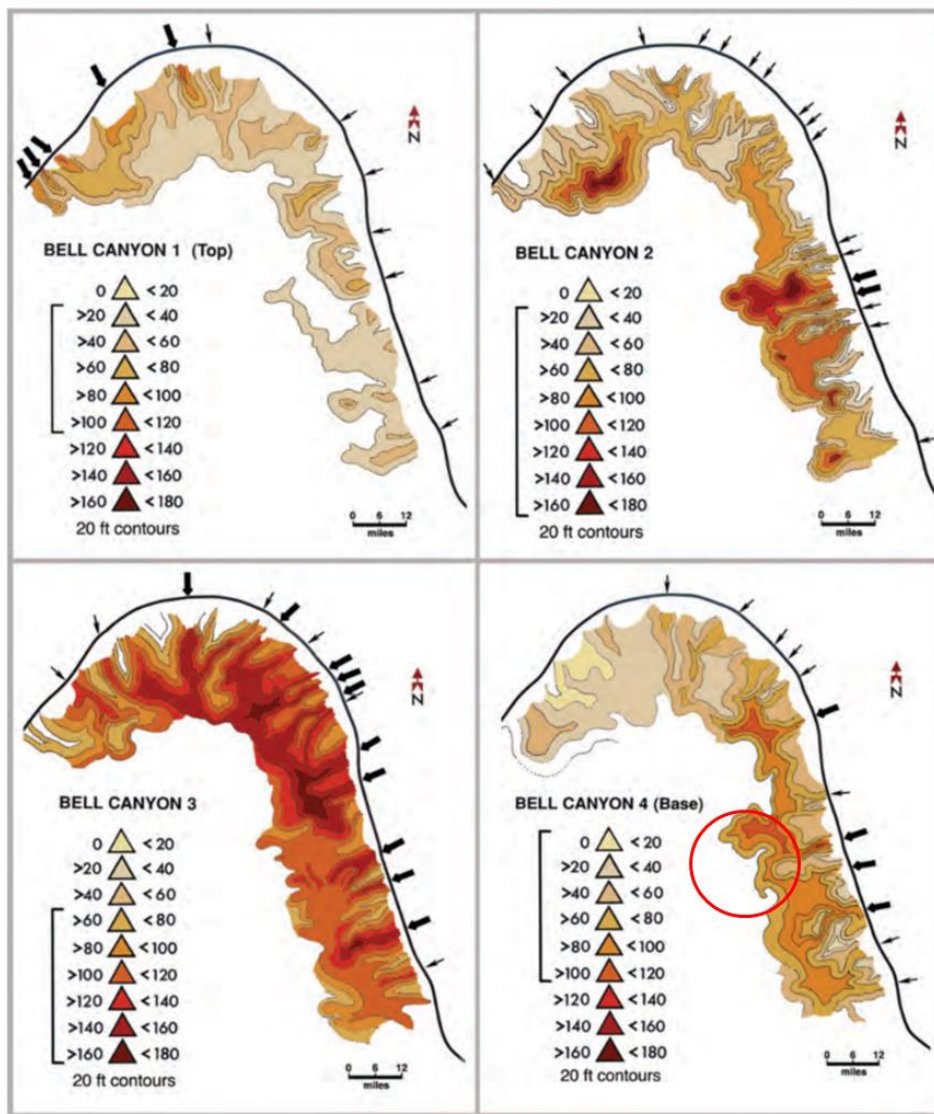 N
BELL CANYON 1 (Top)
0 <20
>20 <40
>40 <60
>60 <80
>80 <100
>100 <120
>120 <140
>140 <160
>160 <180
20 ft contours
0 6 12
miles
N
BELL CANYON 2
0 <20
>20 <40
>40 <60
>60 <80
>80 <100
>100 <120
>120 <140
>140 <160
>160 <180
20 ft contours
0 6 12
miles
N
BELL CANYON 3
0 <20
>20 <40
>40 <60
>60 <80
>80 <100
>100 <120
>120 <140
>140 <160
>160 <180
20 ft contours
0 6 12
miles
N
BELL CANYON 4 (Base)
0 <20
>20 <40
>40 <60
>60 <80
>80 <100
>100 <120
>120 <140
>140 <160
>160 <180
20 ft contours
0 6 12
miles